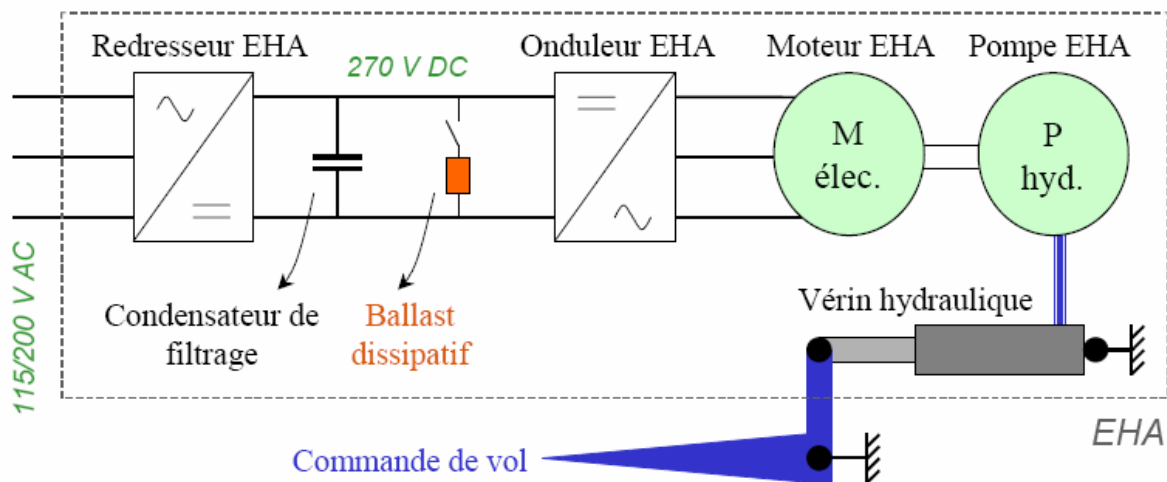 Redresseur EHA
Onduleur EHA
Moteur EHA
Pompe EHA
270 V DC
M
élec.
P
hyd.
115/200 V AC
Condensateur de
filtrage
Ballast
dissipatif
Vérin hydraulique
EHA
Commande de vol